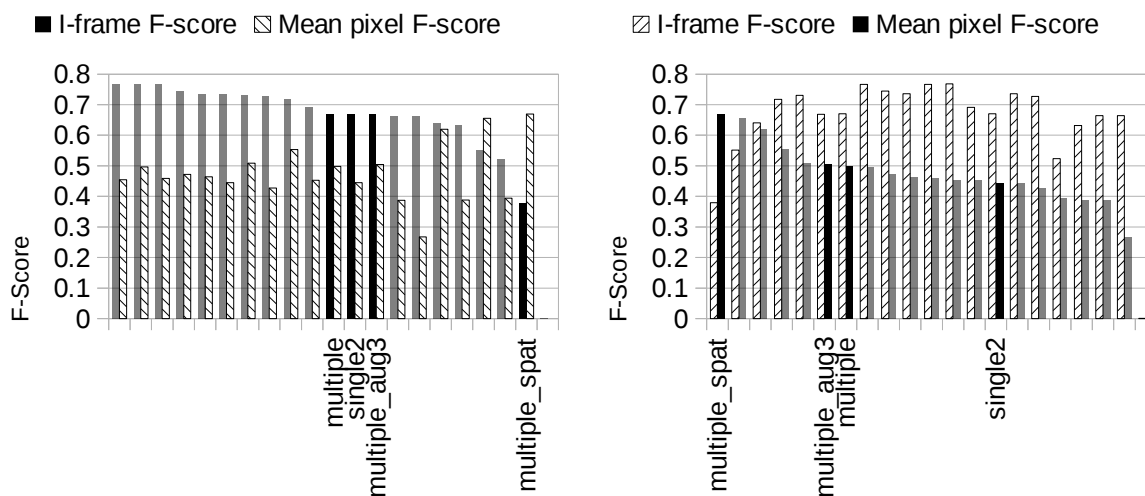 I-frame F-score Mean pixel F-score
0.8
0.7
0.6
0.5
0.4
0.3
0.2
0.1
0
F-Score
multiple
single2
multiple_aug3
multiple_spat
I-frame F-score Mean pixel F-score
0.8
0.7
0.6
0.5
0.4
0.3
0.2
0.1
0
F-Score
multiple_spat
multiple_aug3
multiple
single2